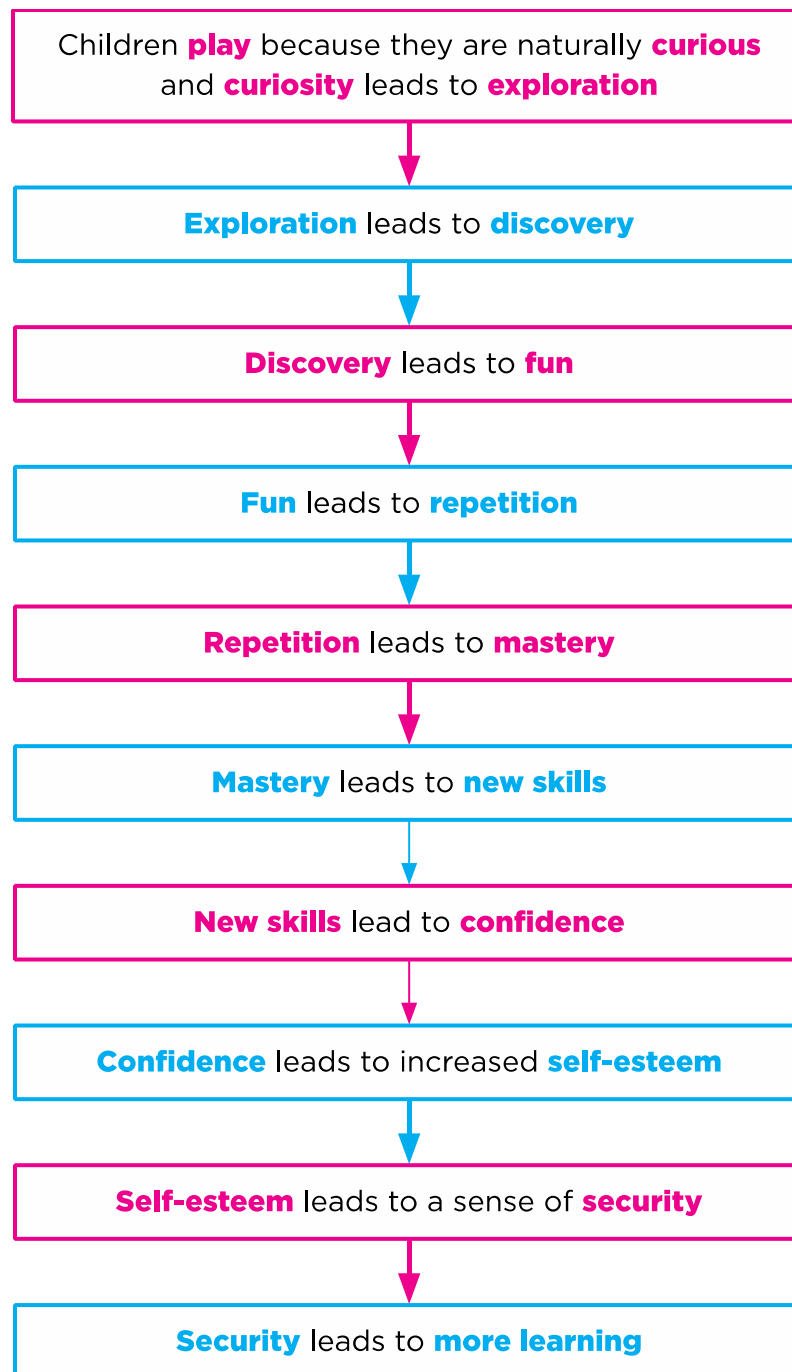 Children play because they are naturally curious
and curiosity leads to exploration
Exploration leads to discovery
Discovery leads to fun
Fun leads to repetition
Repetition leads to mastery
Mastery leads to new skills
New skills lead to confidence
Confidence leads to increased self-esteem
Self-esteem leads to a sense of security
Security leads to more learning